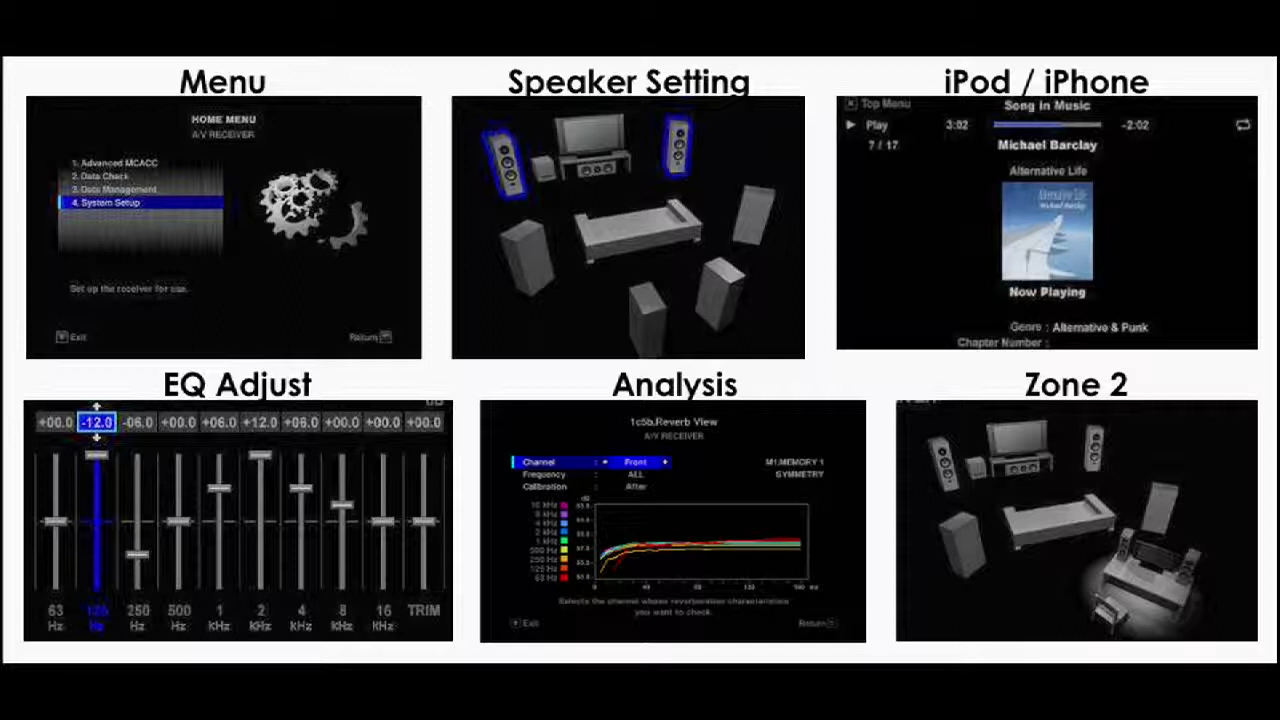 Menu
HOME MENU
A/V RECEIVER
1. Advanced MCACC
2. Data Check
3. Data Management
4. System Setup
Set up the receiver for use.
Exit
Return
Speaker Setting
iPod / iPhone
Top Menu
Song in Music
Play
3:02
-2:02
7 / 17
Michael Barclay
Alternative Life
Now Playing
Genre : Alternative & Punk
Chapter Number :
EQ Adjust
dB
+00.0 -12.0 -06.0 +00.0 +06.0 +12.0 +06.0 +00.0 +00.0 +00.0
63 125 250 500 1 2 4 8 16 TRIM
Hz Hz Hz Hz kHz kHz kHz kHz kHz
Analysis
1c5b.Reverb View
A/V RECEIVER
Channel : Front
M1.MEMORY 1
Frequency : ALL
SYMMETRY
Calibration : After
dB
10 kHz
8 kHz
4 kHz
2 kHz
1 kHz
500 Hz
250 Hz
125 Hz
63 Hz
Selects the channel whose reverberation characteristics
you want to check.
Exit
Return
Zone 2